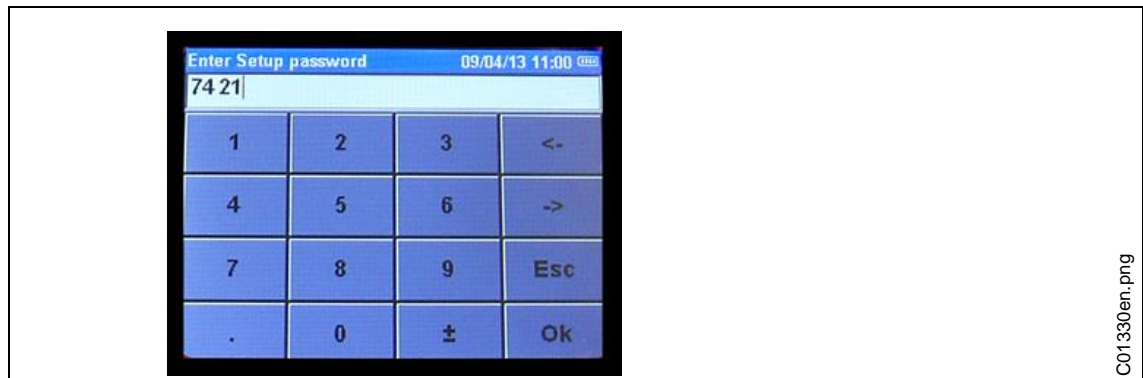 Enter Setup password 09/04/13 11:00
74 21
1 2 3 <-
4 5 6 ->
7 8 9 Esc
. 0 ± Ok
C01330en.png